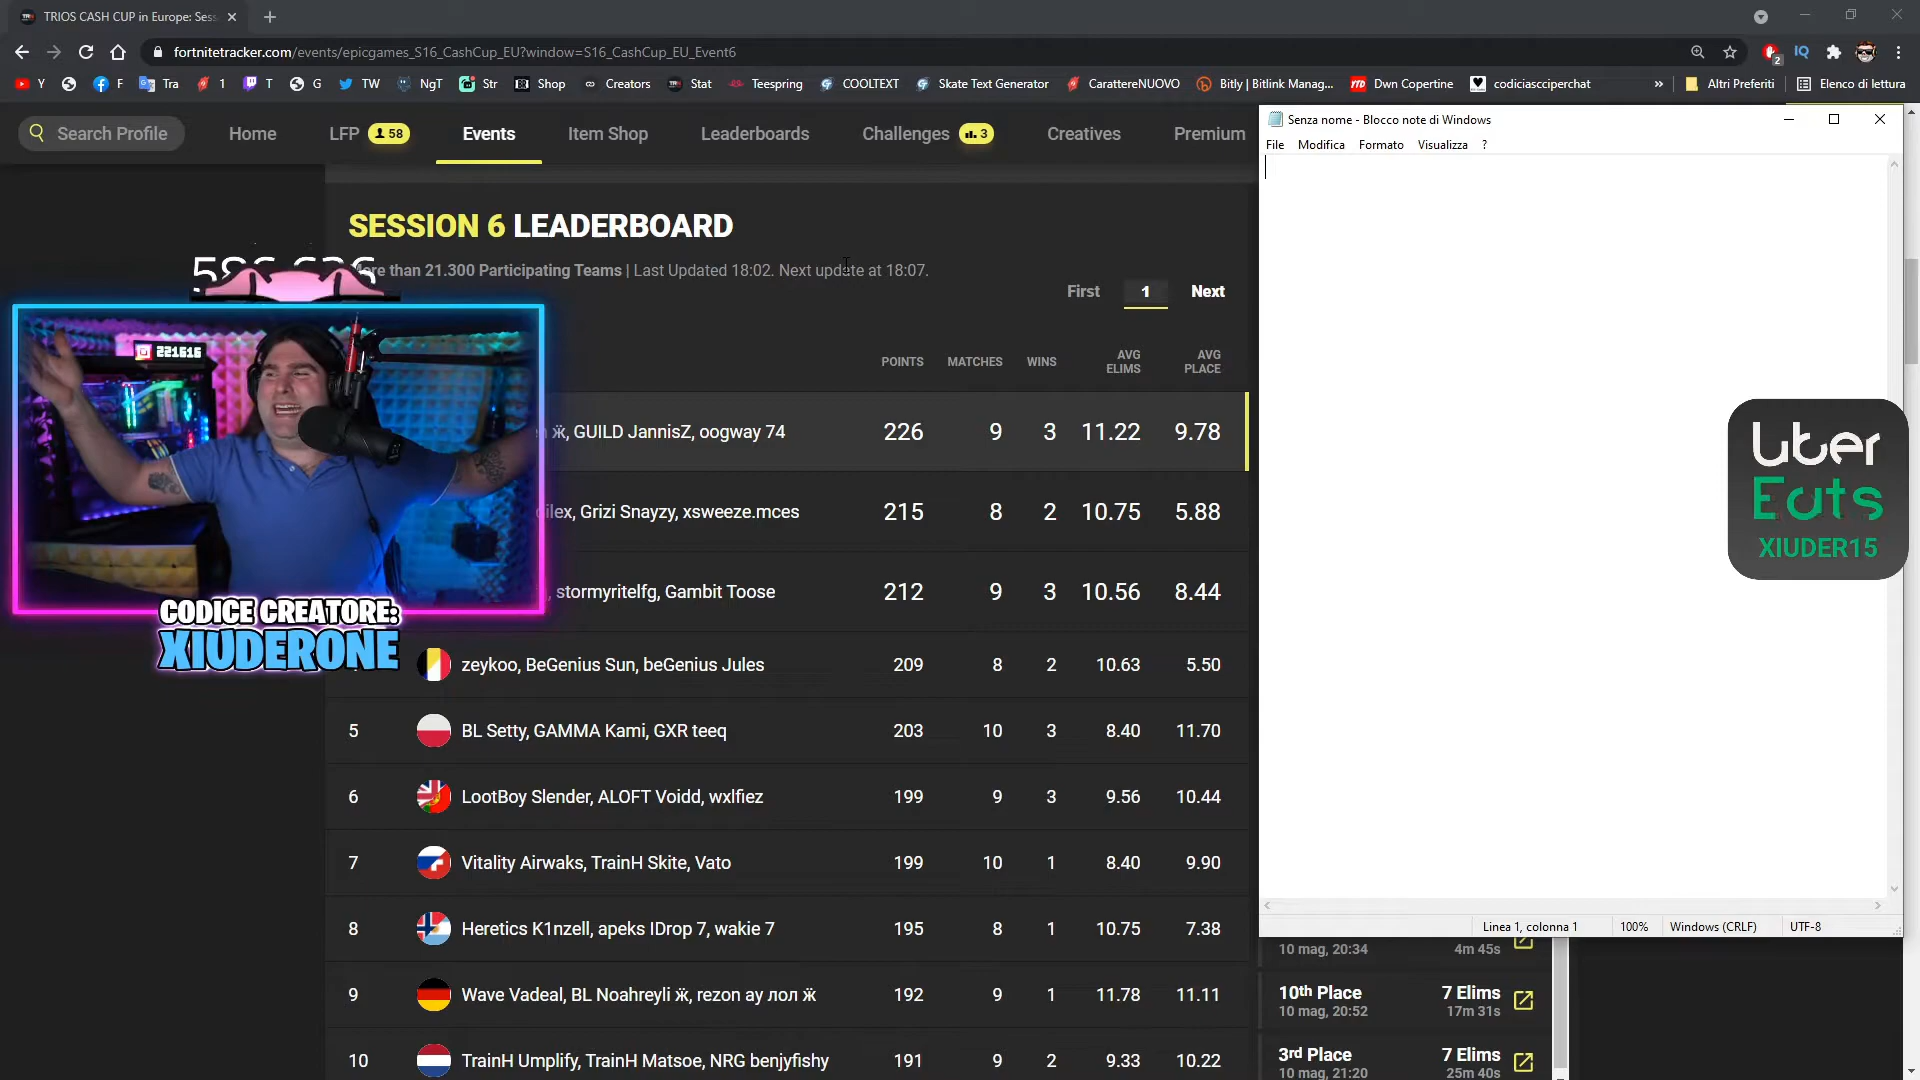 TRIOS CASH CUP in Europe: Sess
fortnitetracker.com/events/epicgames_S16_CashCup_EU?window=S16_CashCup_EU_Event6
2
Y F Tra 1 T G TW NgT Str Shop Creators Stat Teespring COOLTEXT Skate Text Generator CarattereNUOVO Bitly | Bitlink Manag... Dwn Copertine codiciascciperchat » Altri Preferiti Elenco di lettura
Search Profile Home LFP 58 Events Item Shop Leaderboards Challenges 3 Creatives Premium
SESSION 6 LEADERBOARD
than 21.300 Participating Teams | Last Updated 18:02. Next update at 18:07.
First 1 Next
POINTS MATCHES WINS AVG ELIMS AVG PLACE
ӝ, GUILD JannisZ, oogway 74 226 9 3 11.22 9.78
Grizi Snayzy, xsweeze.mces 215 8 2 10.75 5.88
, stormyritelfg, Gambit Toose 212 9 3 10.56 8.44
zeykoo, BeGenius Sun, beGenius Jules 209 8 2 10.63 5.50
5 BL Setty, GAMMA Kami, GXR teeq 203 10 3 8.40 11.70
6 LootBoy Slender, ALOFT Voidd, wxlfiez 199 9 3 9.56 10.44
7 Vitality Airwaks, TrainH Skite, Vato 199 10 1 8.40 9.90
8 Heretics K1nzell, apeks IDrop 7, wakie 7 195 8 1 10.75 7.38
9 Wave Vadeal, BL Noahreyli ӝ, rezon ay лол ӝ 192 9 1 11.78 11.11
10 TrainH Umplify, TrainH Matsoe, NRG benjyfishy 191 9 2 9.33 10.22
221616
CODICE CREATORE:
XIUDERONE
Senza nome - Blocco note di Windows
File Modifica Formato Visualizza ?
Uber
Eats
XIUDER15
Linea 1, colonna 1 100% Windows (CRLF) UTF-8
10 mag, 20:34 4m 45s
10th Place 7 Elims
10 mag, 20:52 17m 31s
3rd Place 7 Elims
10 mag, 21:20 25m 40s